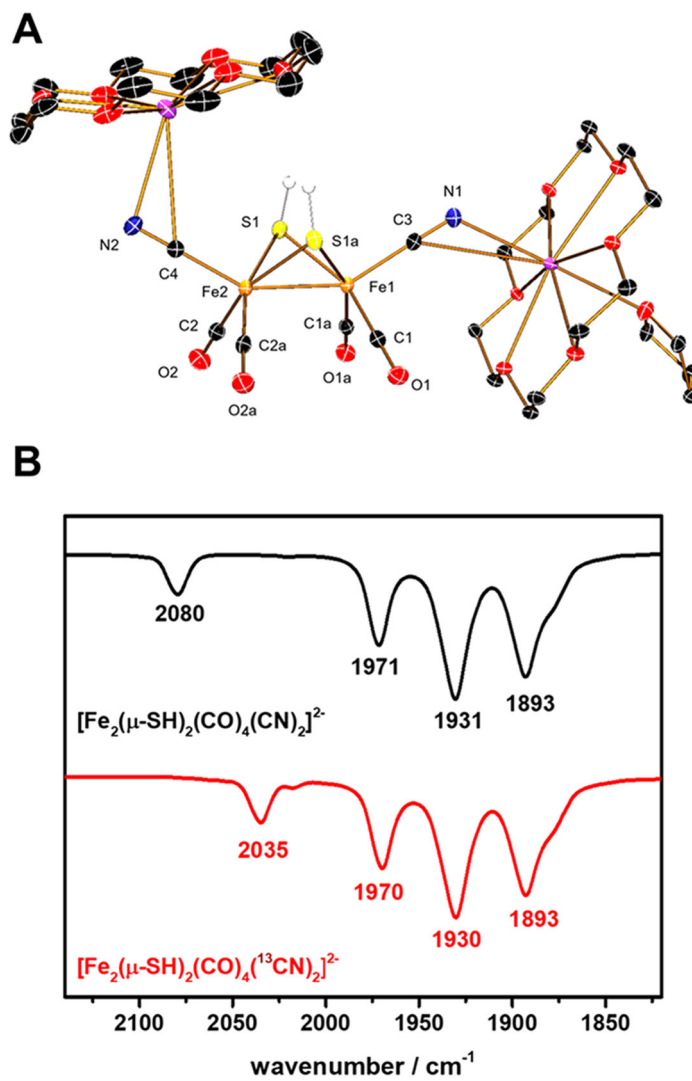 A
N1
S1
C3
N2
S1a
C4
Fe2
Fe1
C2
C1a
C1
C2a
O2
O1a
O1
O2a
B
2080
1971
1931
1893
[Fe₂(μ-SH)₂(CO)₄(CN)₂]²⁻
2035
1970
1930
1893
[Fe₂(μ-SH)₂(CO)₄(¹³CN)₂]²⁻
2100 2050 2000 1950 1900 1850
wavenumber / cm⁻¹